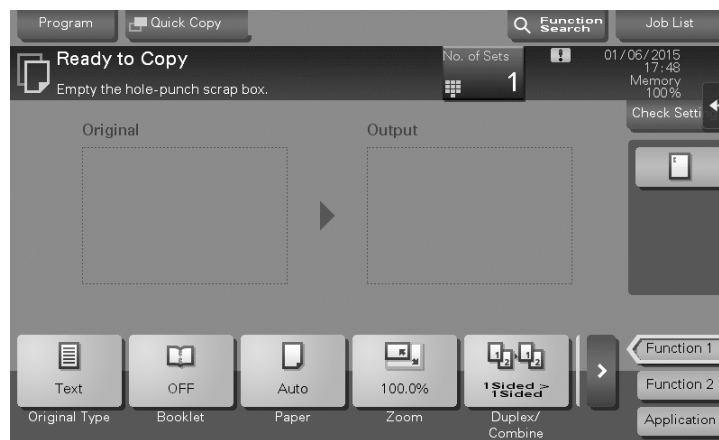 Program
Quick Copy
Function
Search
Job List
Ready to Copy
Empty the hole-punch scrap box.
No. of Sets
1
01/06/2015
17:48
Memory
100%
Check Setti
Original
Output
Text
OFF
Auto
100.0%
1Sided >
1Sided
Original Type
Booklet
Paper
Zoom
Duplex/
Combine
Function 1
Function 2
Application